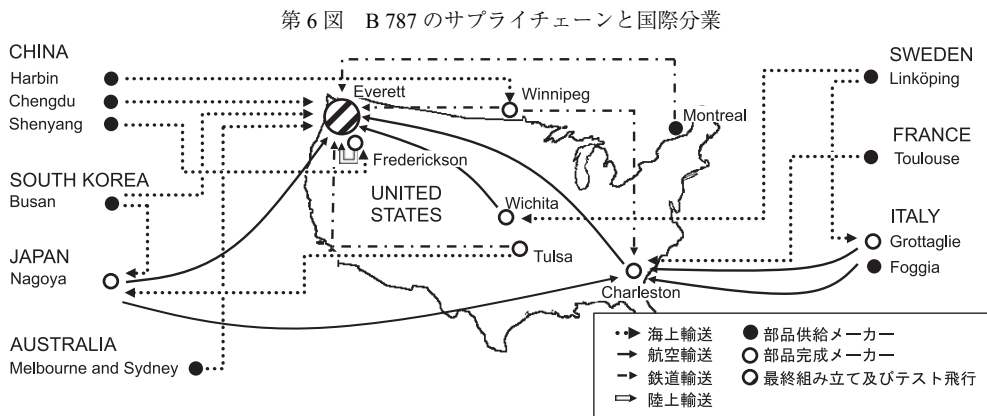 第6図 B 787 のサプライチェーンと国際分業
CHINA
Harbin
Chengdu
Shenyang
SOUTH KOREA
Busan
JAPAN
Nagoya
AUSTRALIA
Melbourne and Sydney
Everett
Winnipeg
Montreal
Frederickson
UNITED
STATES
Wichita
Tulsa
Charleston
SWEDEN
Linköping
FRANCE
Toulouse
ITALY
Grottaglie
Foggia
海上輸送
航空輸送
鉄道輸送
陸上輸送
部品供給メーカー
部品完成メーカー
最終組み立て及びテスト飛行